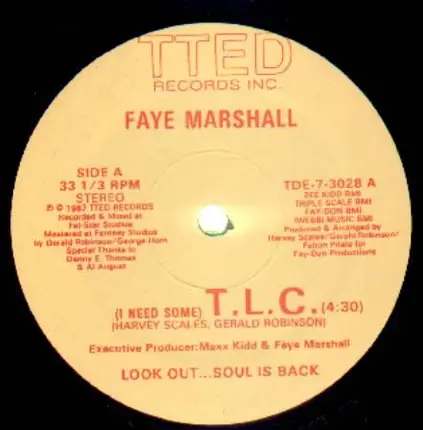 TTED
RECORDS INC.
FAYE MARSHALL
SIDE A
33 1/3 RPM
STEREO
℗ © 1987 TTED RECORDS
Recorded & Mixed at
Fel-Star Studios
Mastered at Fantasy Studios
by Gerald Robinson/George Horn
Special Thanks to
Danny E. Thomas
& Al August
TDE-7-3028 A
ZEE KIDD BMI
TRIPLE SCALE BMI
FAY-DON BMI
IWEBBI MUSIC BMI
Produced & Arranged by
Harvey Scales/Gerald Robinson/
Felton Pilate for
Fay-Don Productions
(I NEED SOME) T.L.C. (4:30)
(HARVEY SCALES, GERALD ROBINSON)
Executive Producer: Maxx Kidd & Faye Marshall
LOOK OUT...SOUL IS BACK